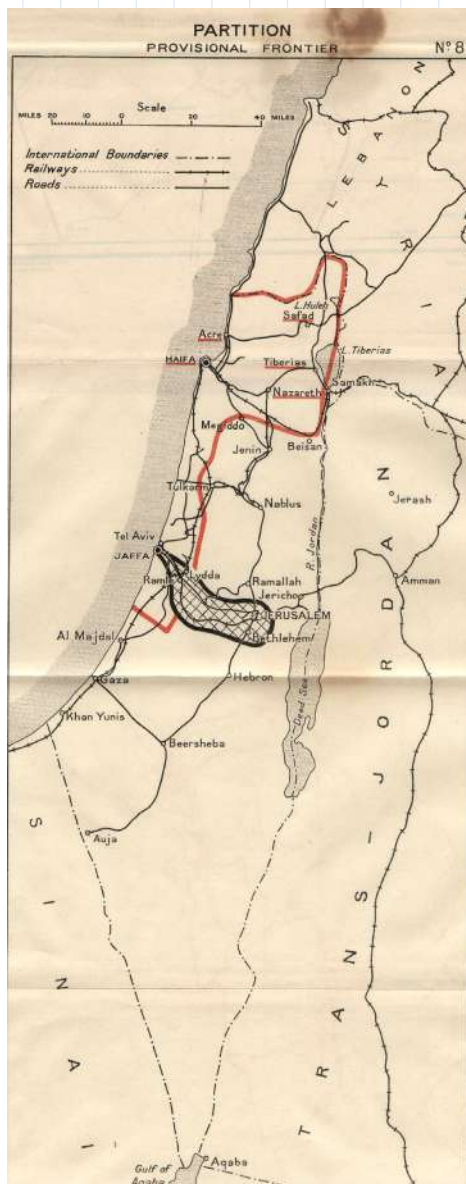 PARTITION
PROVISIONAL FRONTIER
Nº 8
Scale
MILES 20 10 0 20 40 MILES
International Boundaries
Railways
Roads
LEBANON
SYRIA
L. Huleh
Safad
Acre
HAIFA
Tiberias
L. Tiberias
Nazareth
Samakh
Megiddo
Beisan
Jenin
Tulkarm
Nablus
Jerash
R. Jordan
Tel Aviv
JAFFA
Lydda
Ramle
Ramallah
Jericho
Amman
JERUSALEM
Al Majdal
Bethlehem
Gaza
Hebron
Dead Sea
Khan Yunis
Beersheba
Auja
SINAI
TRANS-JORDAN
Gulf of
Aqaba
Aqaba